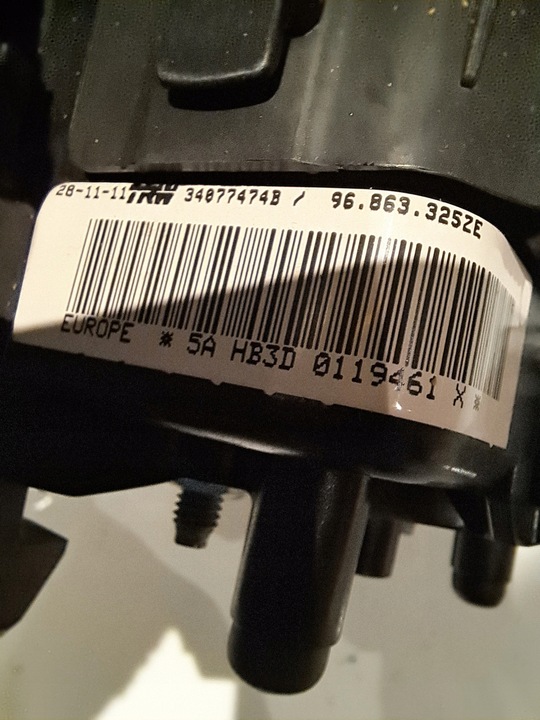 28-11-11 TRW 34077474B / 96.863.3252E
EUROPE * 5A HB3D 0119461 X *